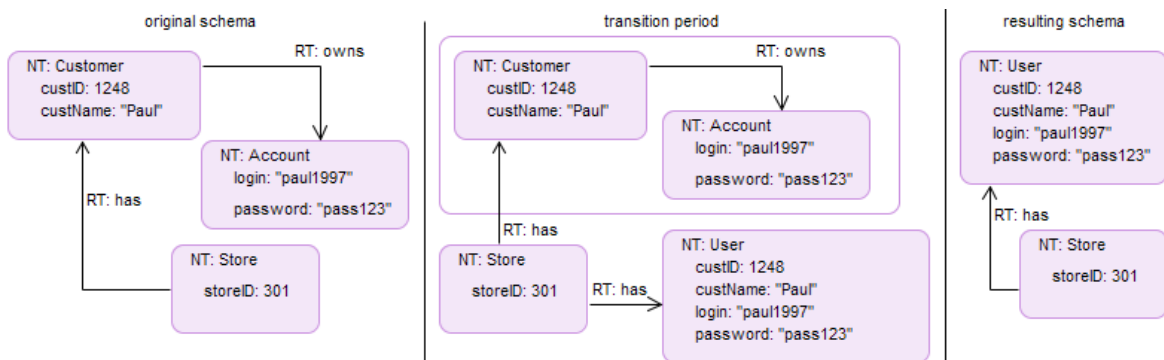 original schema
RT: owns
NT: Customer
custID: 1248
custName: "Paul"
NT: Account
login: "paul1997"
password: "pass123"
RT: has
NT: Store
storeID: 301
transition period
RT: owns
NT: Customer
custID: 1248
custName: "Paul"
NT: Account
login: "paul1997"
password: "pass123"
RT: has
NT: Store
storeID: 301
RT: has
NT: User
custID: 1248
custName: "Paul"
login: "paul1997"
password: "pass123"
resulting schema
NT: User
custID: 1248
custName: "Paul"
login: "paul1997"
password: "pass123"
RT: has
NT: Store
storeID: 301